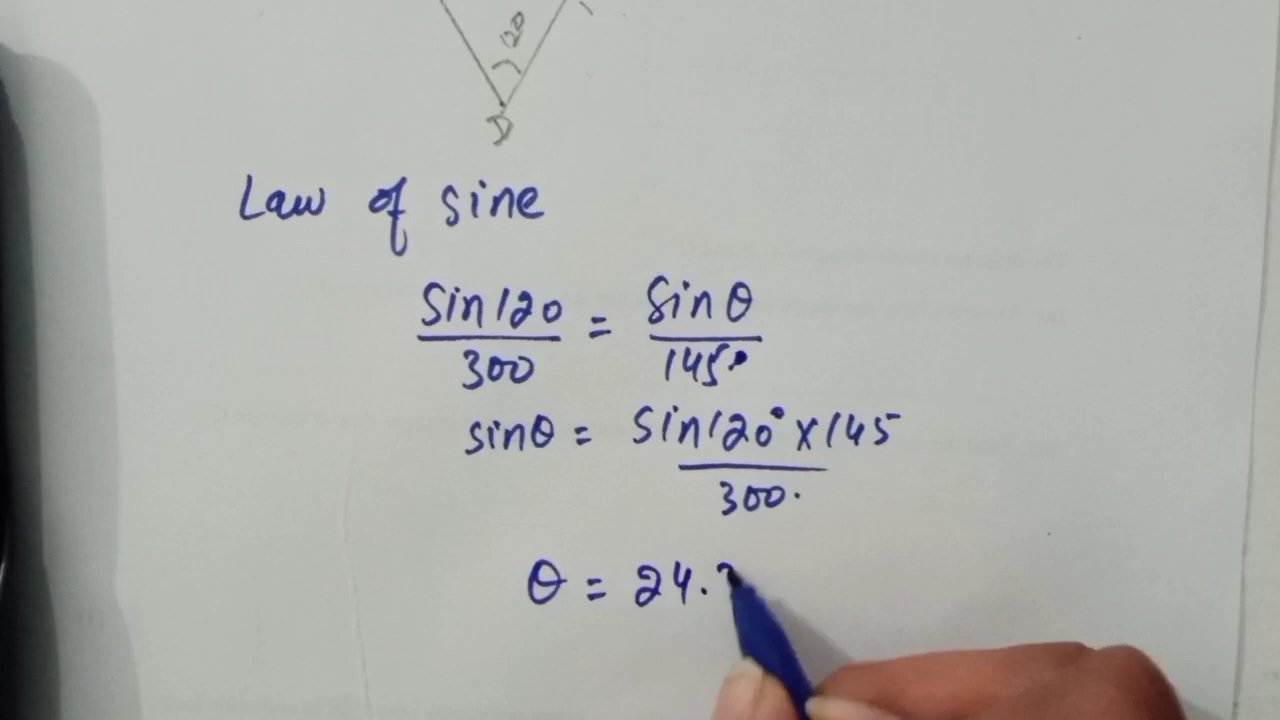 120
D
Law of sine
Sin120/300 = Sinθ/145°
sinθ = Sin120° x 145/300.
θ = 24.